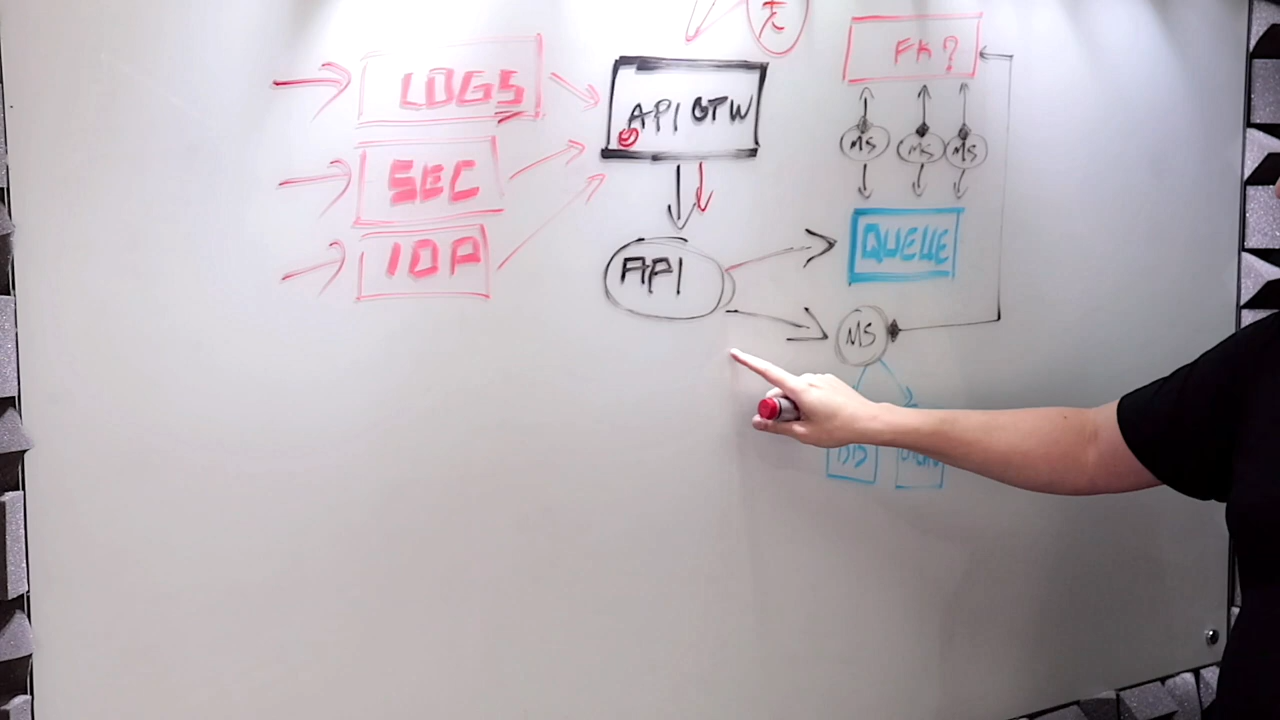 LOGS
SEC
IDP
API GTW
API
FK?
MS
MS
MS
QUEUE
MS